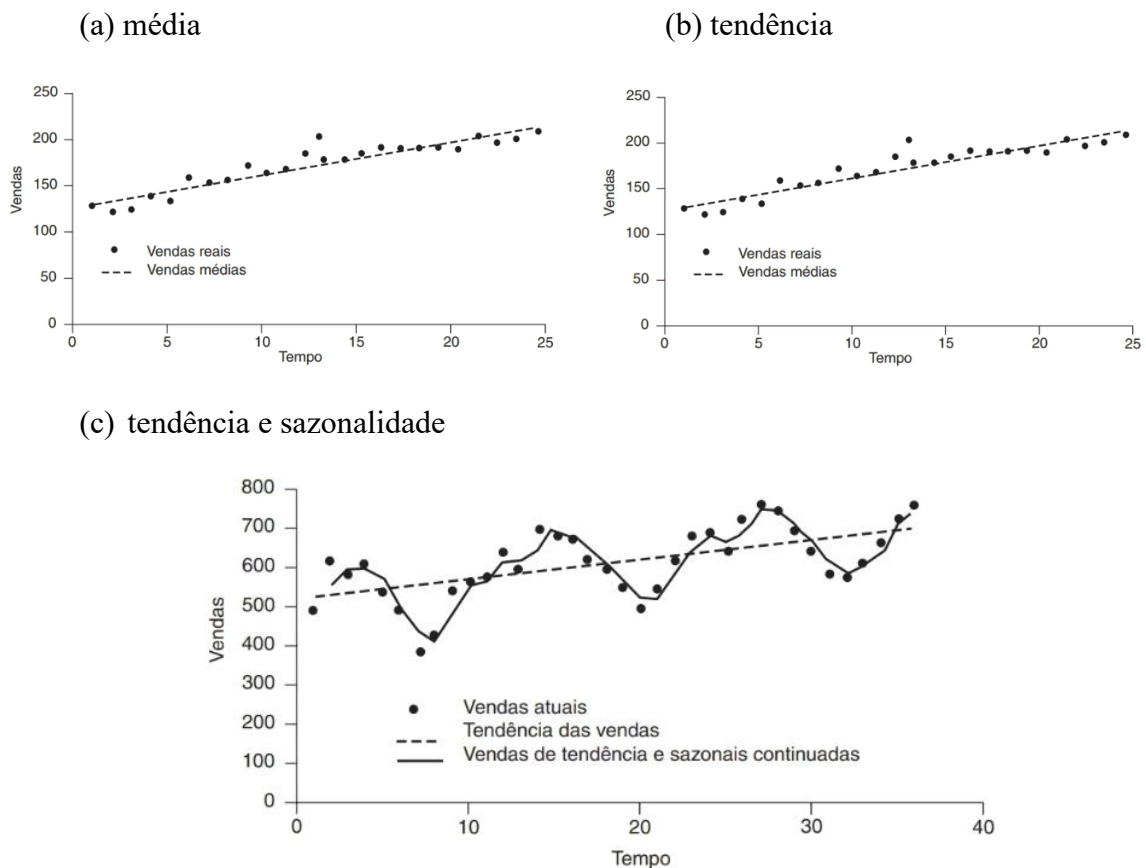 (a) média
(b) tendência
250
200
150
100
50
0
Vendas
Vendas reais
Vendas médias
0 5 10 15 20 25
Tempo
250
200
150
100
50
0
Vendas
Vendas reais
Vendas médias
0 5 10 15 20 25
Tempo
(c) tendência e sazonalidade
800
700
600
500
400
300
200
100
0
Vendas
Vendas atuais
Tendência das vendas
Vendas de tendência e sazonais continuadas
0 10 20 30 40
Tempo